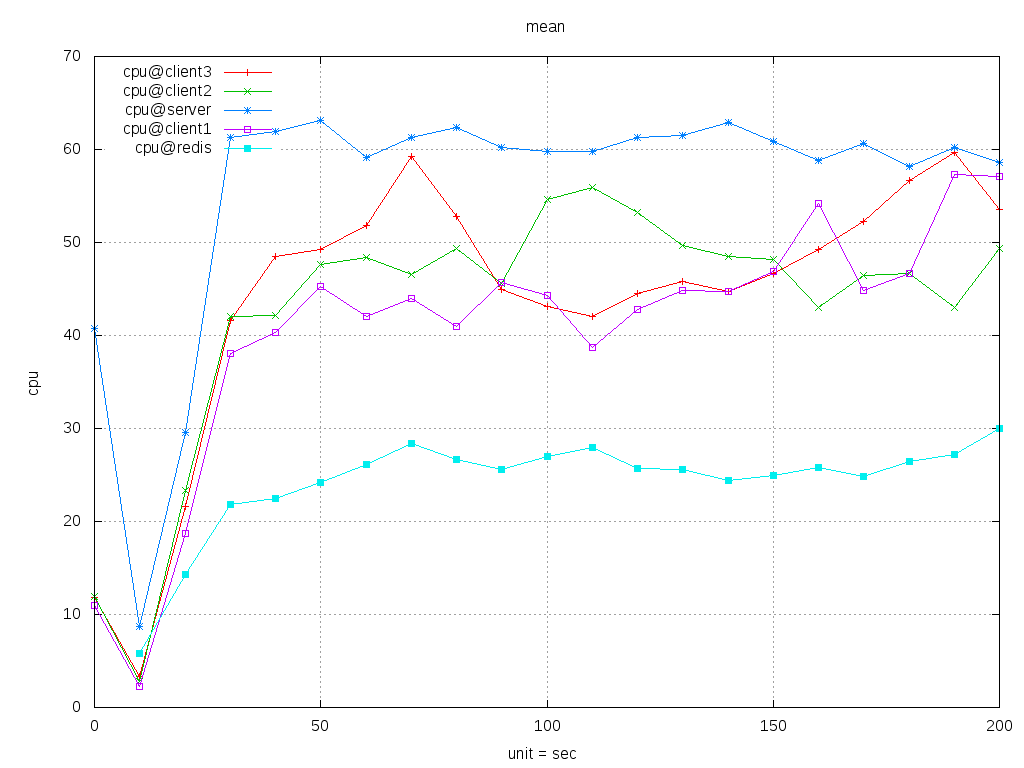 mean
70
60
50
40
30
20
10
0
cpu@client3
cpu@client2
cpu@server
cpu@client1
cpu@redis
cpu
0 50 100 150 200
unit = sec